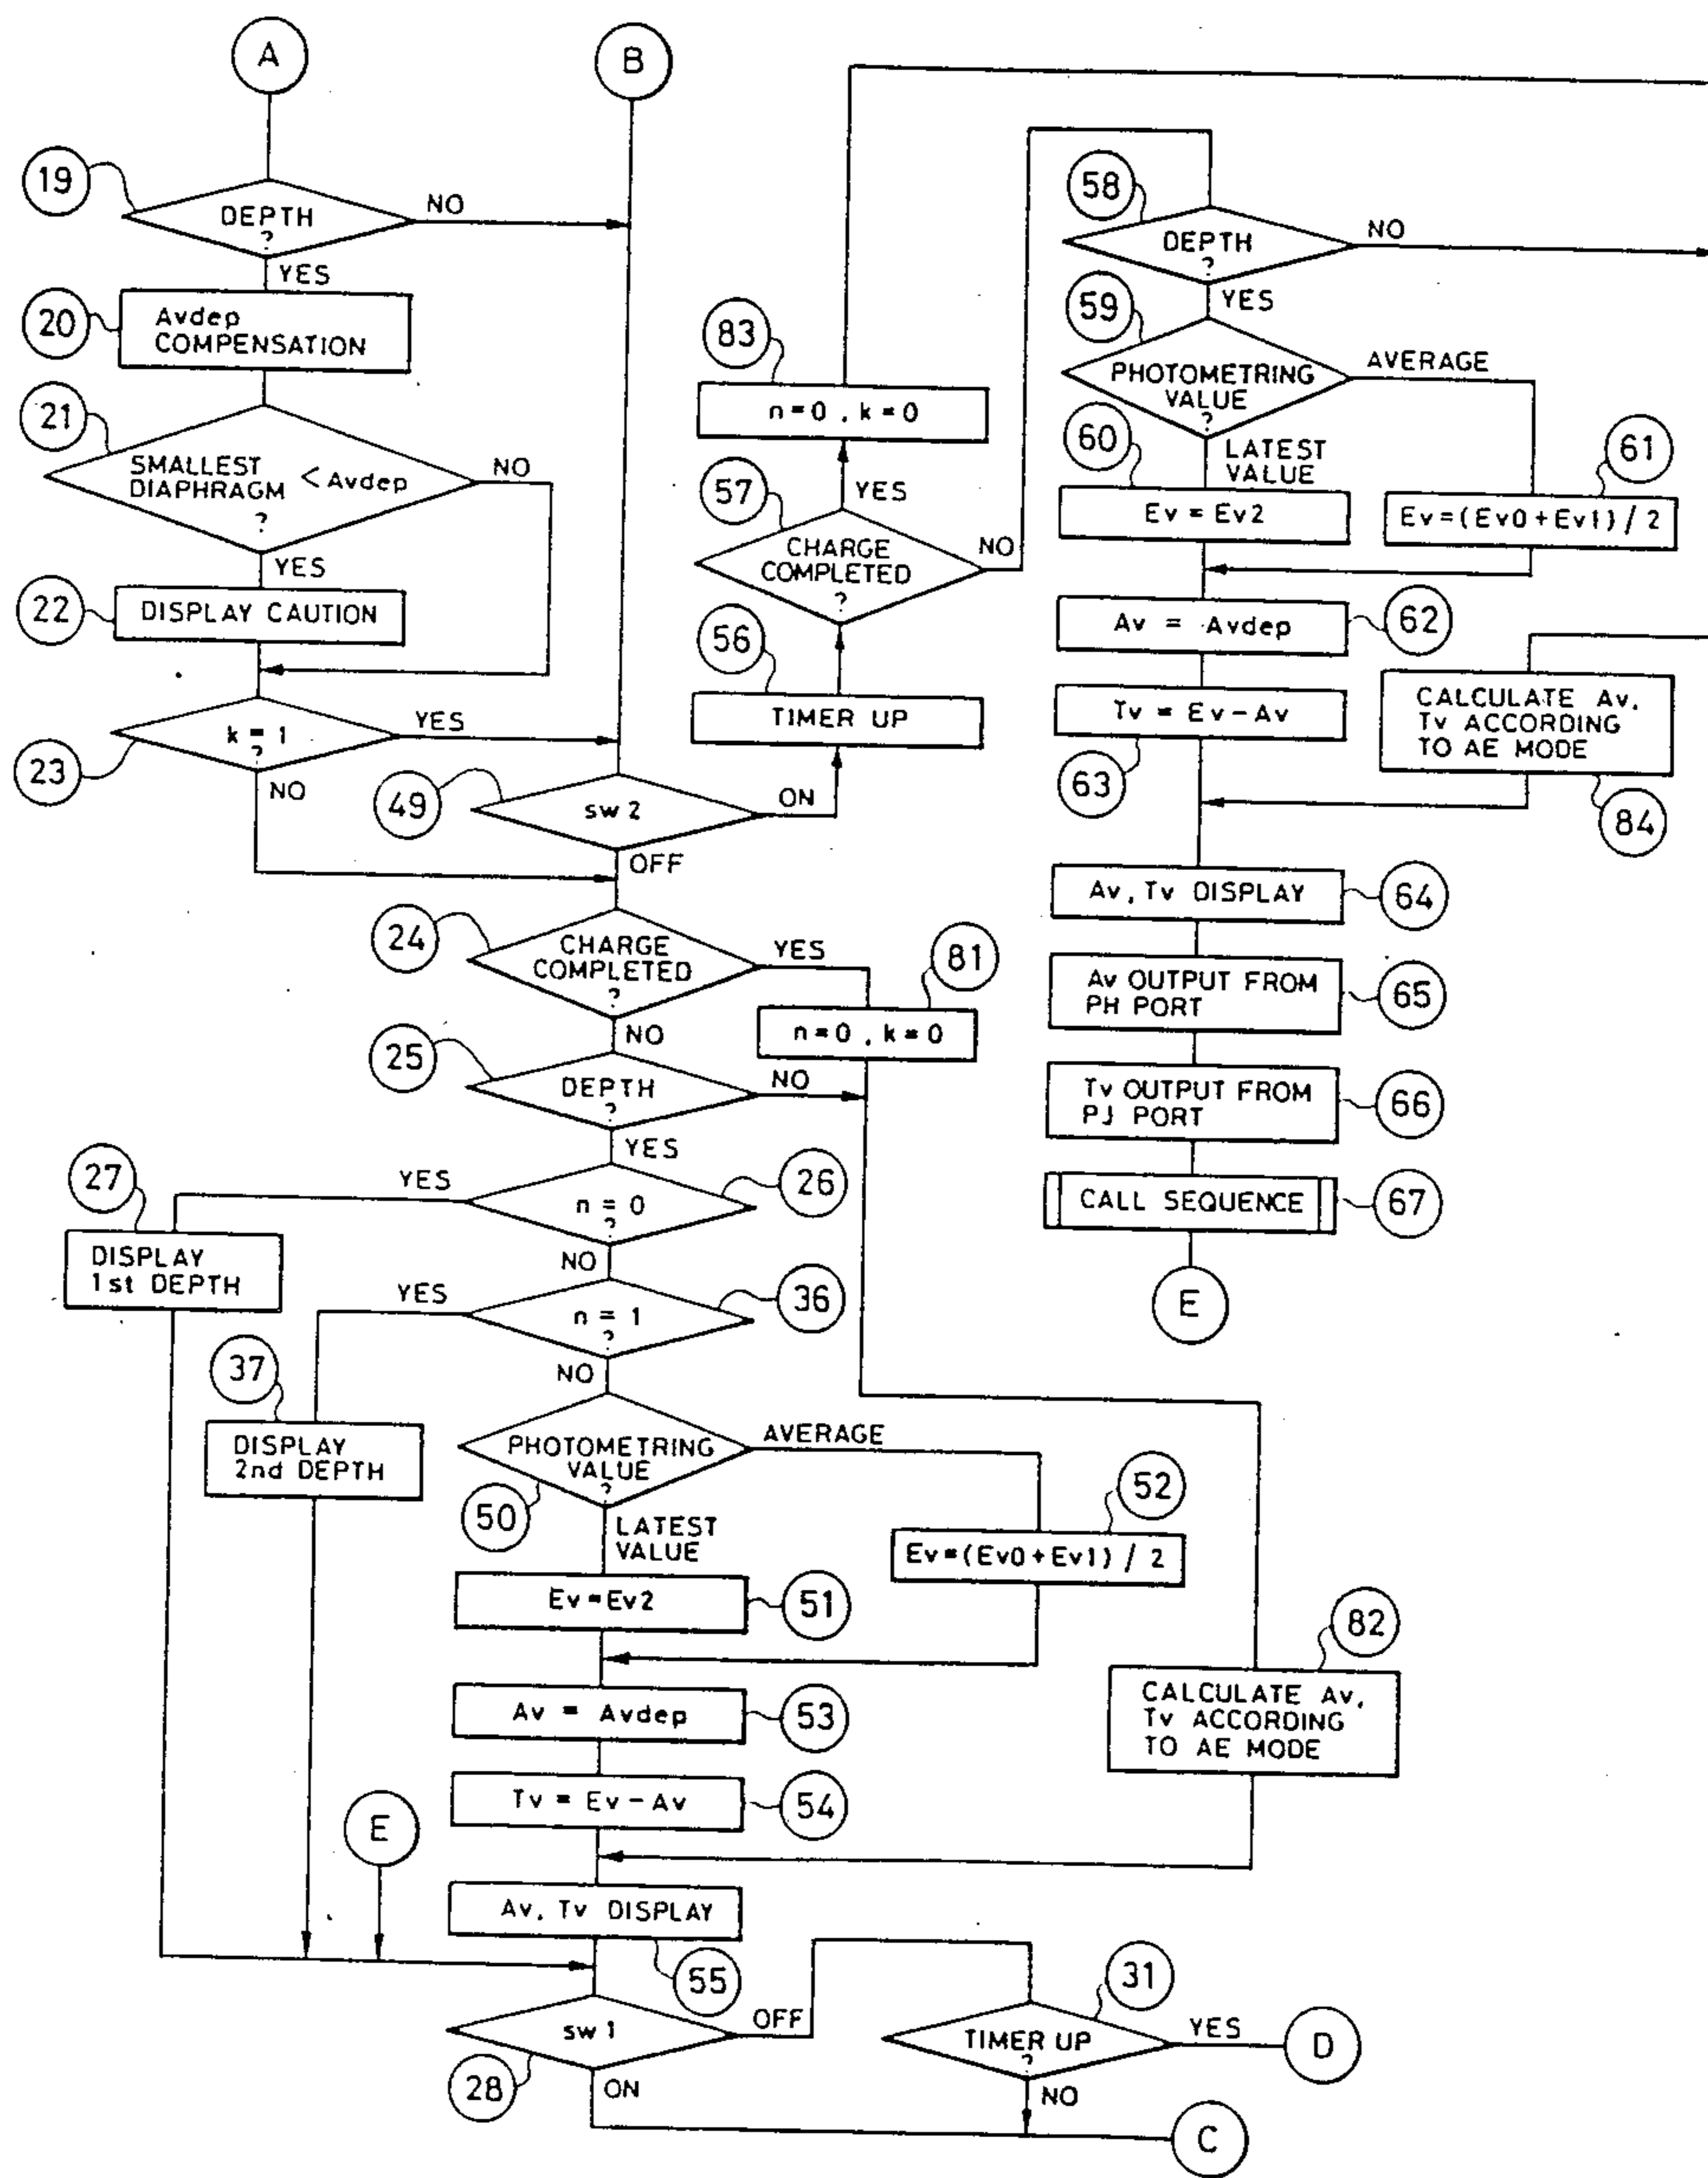 A
B
19
DEPTH
?
NO
YES
20
Avdep
COMPENSATION
21
SMALLEST
DIAPHRAGM < Avdep
?
NO
YES
22
DISPLAY CAUTION
23
k = 1
?
YES
NO
49
sw 2
ON
OFF
24
CHARGE
COMPLETED
?
YES
NO
81
n=0 , k=0
25
DEPTH
?
NO
YES
26
n = 0
?
YES
NO
27
DISPLAY
1st DEPTH
36
n = 1
?
YES
NO
37
DISPLAY
2nd DEPTH
50
PHOTOMETRING
VALUE
?
AVERAGE
LATEST
VALUE
52
Ev=(Ev0+Ev1) / 2
51
Ev=Ev2
53
Av = Avdep
54
Tv = Ev-Av
82
CALCULATE Av,
Tv ACCORDING
TO AE MODE
E
55
Av, Tv DISPLAY
28
sw 1
OFF
ON
31
TIMER UP
?
YES
NO
D
C
56
TIMER UP
57
CHARGE
COMPLETED
?
YES
NO
83
n=0 , k=0
58
DEPTH
?
NO
YES
59
PHOTOMETRING
VALUE
?
AVERAGE
LATEST
VALUE
60
Ev = Ev2
61
Ev=(Ev0+Ev1) / 2
62
Av = Avdep
63
Tv = Ev-Av
84
CALCULATE Av,
Tv ACCORDING
TO AE MODE
64
Av, Tv DISPLAY
65
Av OUTPUT FROM
PH PORT
66
Tv OUTPUT FROM
PJ PORT
67
CALL SEQUENCE
E